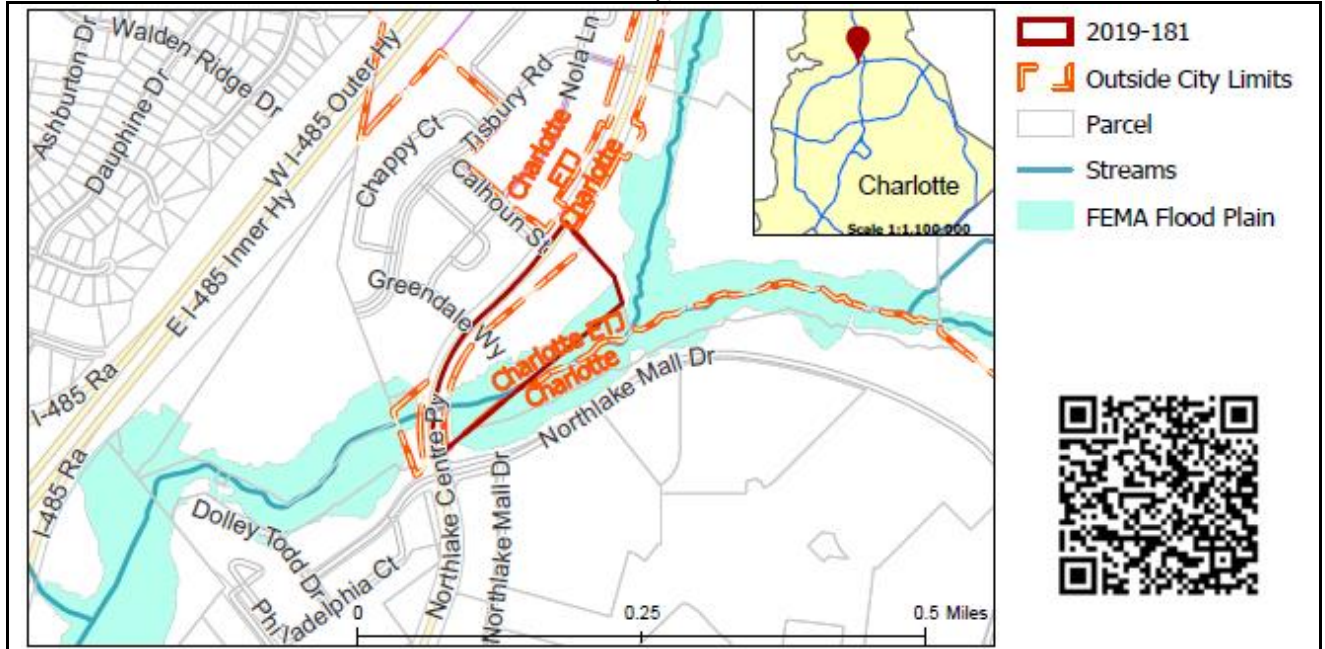 Walden Ridge Dr
Ashburton Dr
Dauphine Dr
W I-485 Outer Hy
E I-485 Inner Hy
Chappy Ct
Tisbury Rd
Nola Ln
Calhoun St
Greendale Wy
Charlotte
ETJ
Charlotte
Charlotte ETJ
Charlotte
Northlake Mall Dr
I-485 Ra
I-485 Ra
Northlake Centre Py
Northlake Mall Dr
Dolley Todd Dr
Philadelphia Ct
0 0.25 0.5 Miles
Charlotte
Scale 1:1,100,000
2019-181
Outside City Limits
Parcel
Streams
FEMA Flood Plain